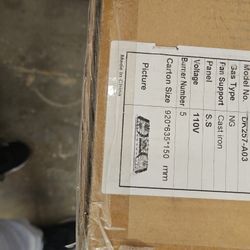 Model No. DK257-A03
Gas Type NG
Pan Support Cast iron
Panel S.S
Voltage 110V
Burner Number 5
Carton Size 920*635*150 mm
Picture
Made in China